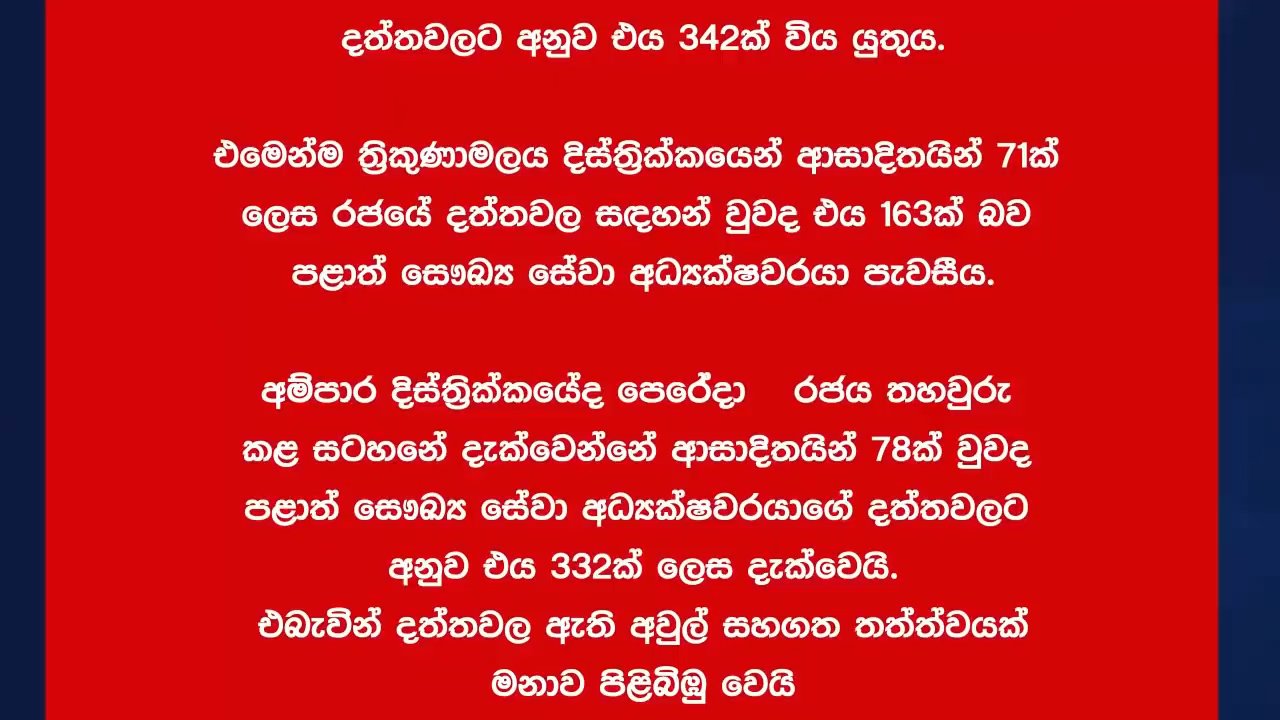 දත්තවලට අනුව එය 342ක් විය යුතුය.
එමෙන්ම ත්‍රිකුණාමලය දිස්ත්‍රික්කයෙන් ආසාදිතයින් 71ක්
ලෙස රජයේ දත්තවල සඳහන් වුවද එය 163ක් බව
පළාත් සෞඛ්‍ය සේවා අධ්‍යක්ෂවරයා පැවසීය.
අම්පාර දිස්ත්‍රික්කයේද පෙරේදා රජය තහවුරු
කළ සටහනේ දැක්වෙන්නේ ආසාදිතයින් 78ක් වුවද
පළාත් සෞඛ්‍ය සේවා අධ්‍යක්ෂවරයාගේ දත්තවලට
අනුව එය 332ක් ලෙස දැක්වෙයි.
එබැවින් දත්තවල ඇති අවුල් සහගත තත්ත්වයක්
මනාව පිළිබිඹු වෙයි